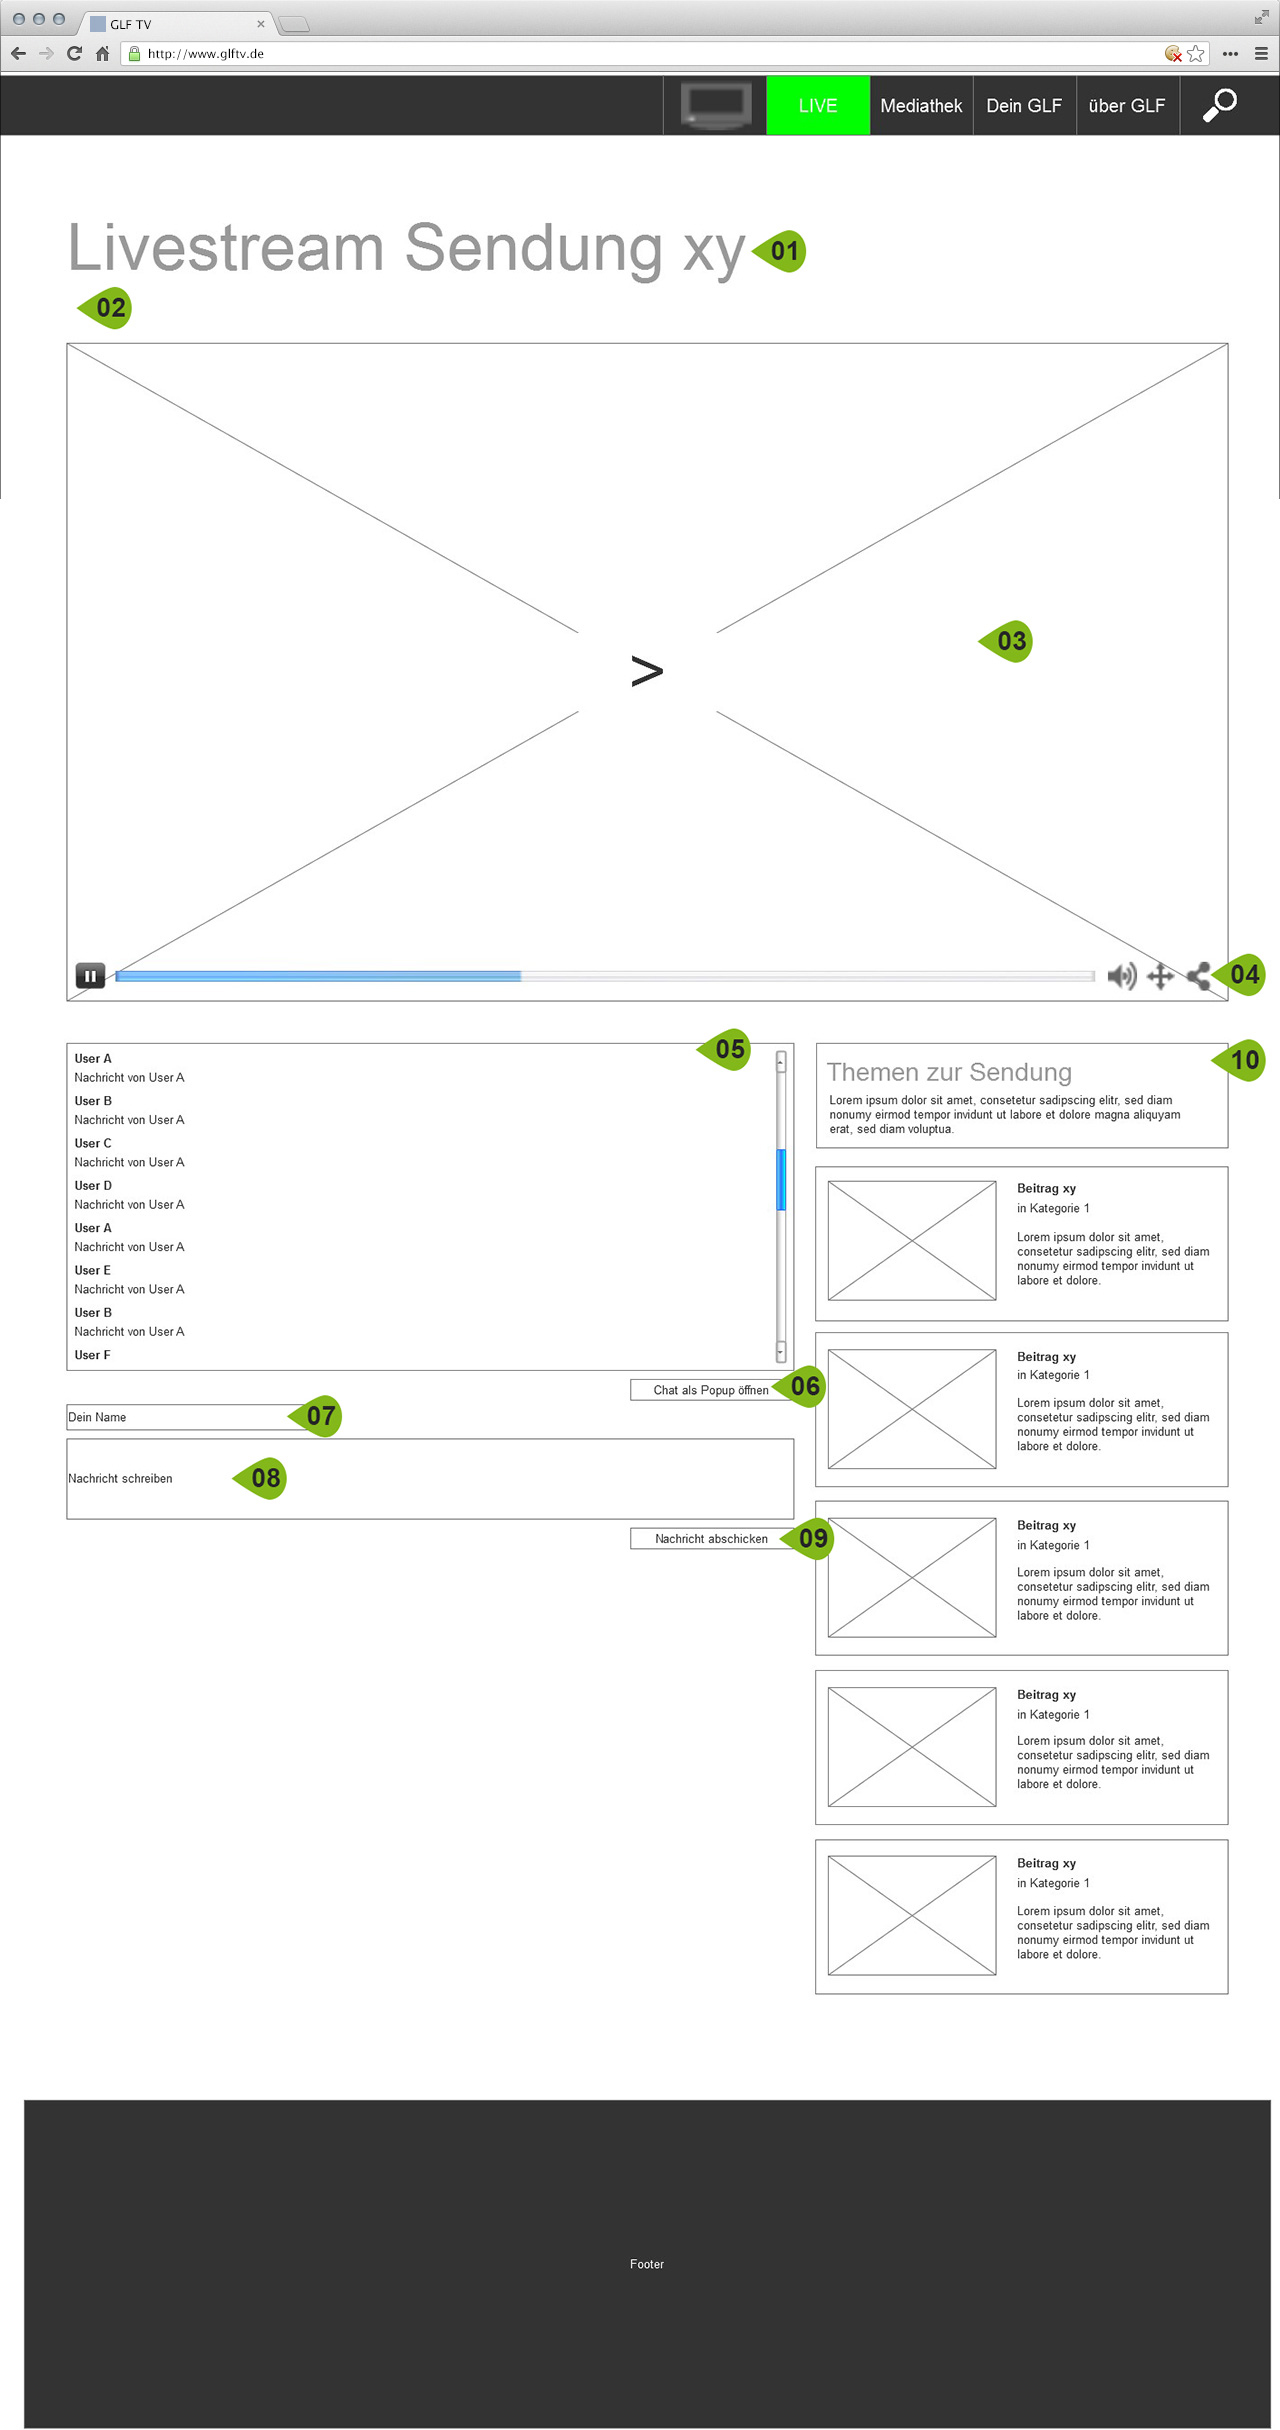 GLF TV
http://www.glftv.de
LIVE
Mediathek
Dein GLF
über GLF
Livestream Sendung xy
01
02
03
>
04
05
User A
Nachricht von User A
User B
Nachricht von User A
User C
Nachricht von User A
User D
Nachricht von User A
User A
Nachricht von User A
User E
Nachricht von User A
User B
Nachricht von User A
User F
Chat als Popup öffnen
06
Dein Name
07
Nachricht schreiben
08
Nachricht abschicken
09
10
Themen zur Sendung
Lorem ipsum dolor sit amet, consetetur sadipscing elitr, sed diam
nonumy eirmod tempor invidunt ut labore et dolore magna aliquyam
erat, sed diam voluptua.
Beitrag xy
in Kategorie 1
Lorem ipsum dolor sit amet,
consetetur sadipscing elitr, sed diam
nonumy eirmod tempor invidunt ut
labore et dolore.
Beitrag xy
in Kategorie 1
Lorem ipsum dolor sit amet,
consetetur sadipscing elitr, sed diam
nonumy eirmod tempor invidunt ut
labore et dolore.
Beitrag xy
in Kategorie 1
Lorem ipsum dolor sit amet,
consetetur sadipscing elitr, sed diam
nonumy eirmod tempor invidunt ut
labore et dolore.
Beitrag xy
in Kategorie 1
Lorem ipsum dolor sit amet,
consetetur sadipscing elitr, sed diam
nonumy eirmod tempor invidunt ut
labore et dolore.
Beitrag xy
in Kategorie 1
Lorem ipsum dolor sit amet,
consetetur sadipscing elitr, sed diam
nonumy eirmod tempor invidunt ut
labore et dolore.
Footer